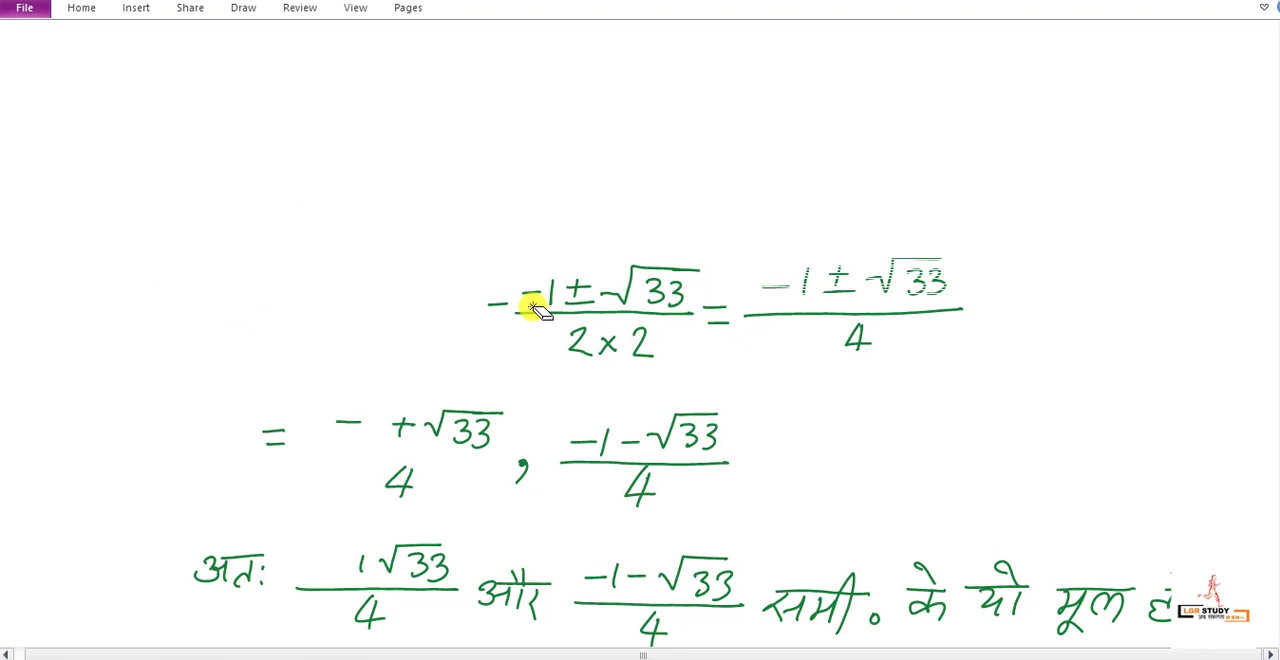 File Home Insert Share Draw Review View Pages
- -1 ± √33 / 2 × 2 = -1 ± √33 / 4
= - + √33 4 , -1 - √33 / 4
अतः 1 √33 / 4 और -1 - √33 / 4 समी. के यो मूल हं
LGR STUDY